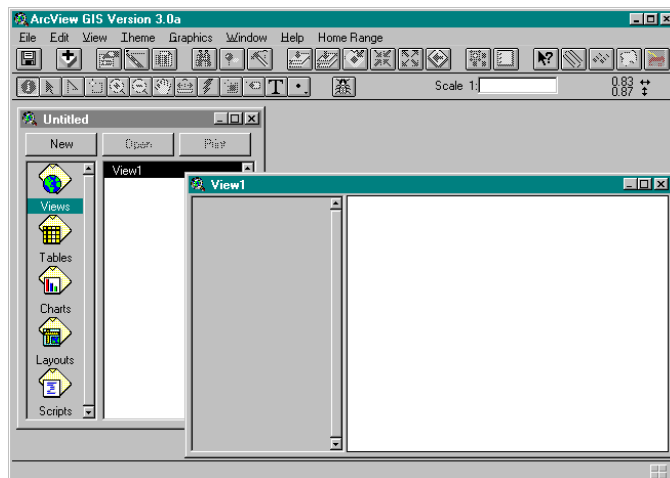 ArcView GIS Version 3.0a
File Edit View Theme Graphics Window Help Home Range
T
Scale 1:
0.83
0.87
Untitled
New Open Print
View1
Views
Tables
Charts
Layouts
Scripts
View1